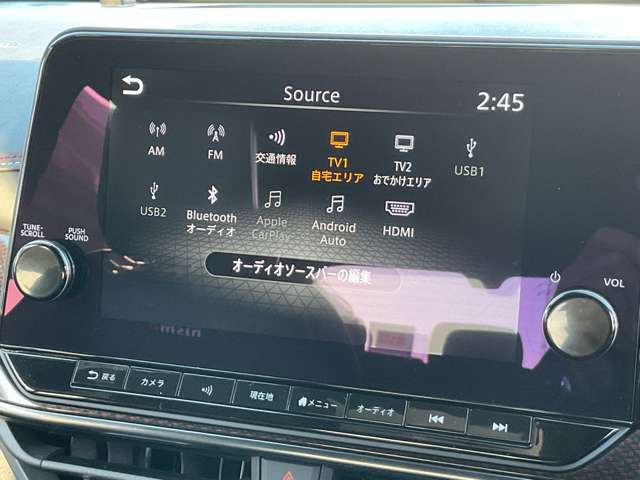 Source
2:45
AM
FM
交通情報
TV1
自宅エリア
TV2
おでかけエリア
USB1
USB2
Bluetooth
オーディオ
Apple
CarPlay
Android
Auto
HDMI
オーディオソースバーの編集
TUNE･
SCROLL
PUSH
SOUND
VOL
nism
戻る
カメラ
現在地
メニュー
オーディオ